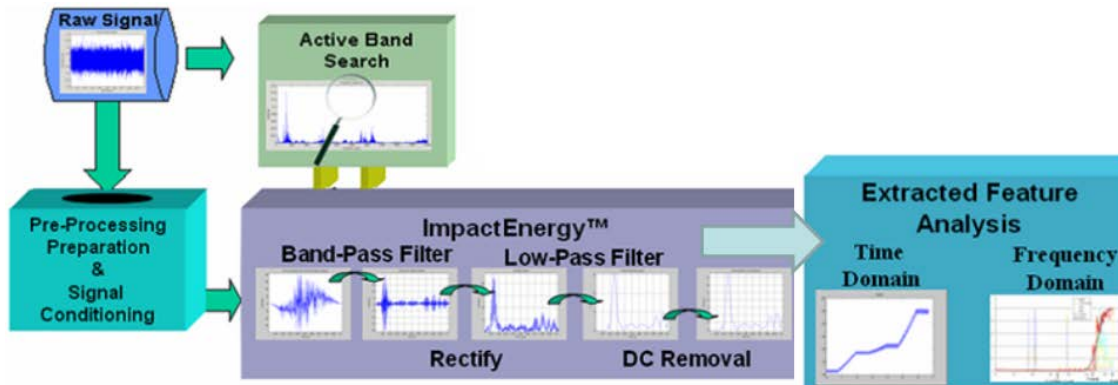 Raw Signal
Active Band
Search
Pre-Processing
Preparation
&
Signal
Conditioning
ImpactEnergy™
Band-Pass Filter
Low-Pass Filter
Rectify
DC Removal
Extracted Feature
Analysis
Time
Domain
Frequency
Domain